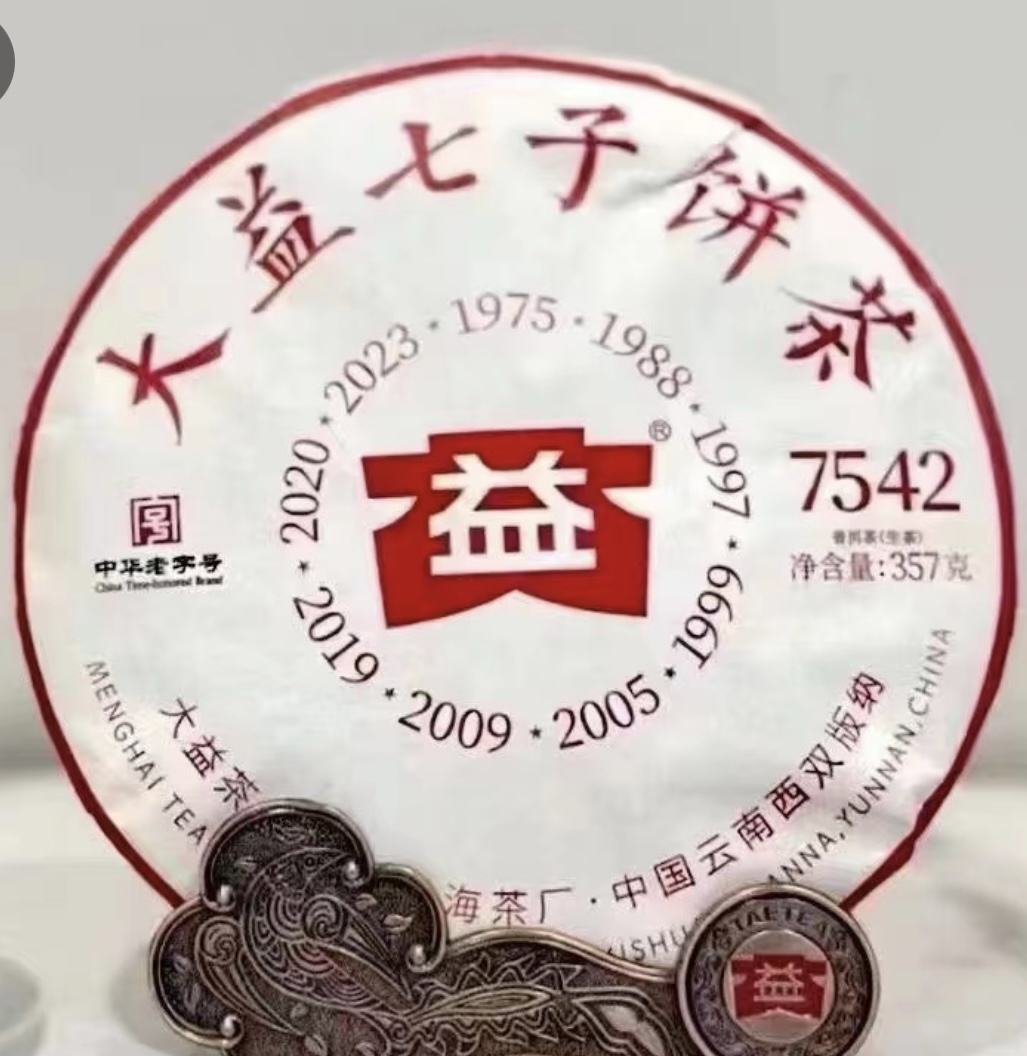 大益七子饼茶
1975 · 1988 · 1997 · 1999 · 2005 · 2009 · 2019 · 2020 · 2023 ·
益
®
7542
普洱茶(生茶)
净含量:357克
号
中华老字号
China Time-honored Brand
大益茶
海茶厂·中国云南西双版纳
MENGHAI TEA
ANNA,YUNNAN,CHINA
TAETEA
益